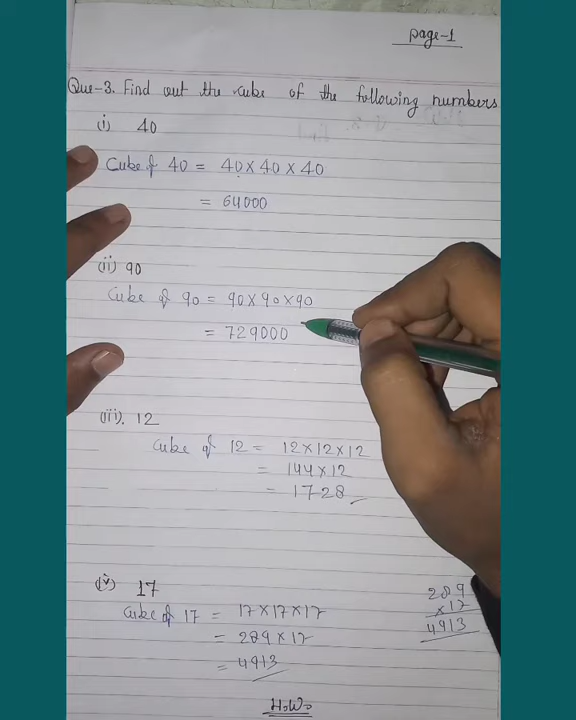 page-1
Que-3. Find out the cube of the following numbers
(i) 40
Cube of 40 = 40×40×40
= 64000
(ii) 90
Cube of 90 = 90×90×90
= 729000
(iii). 12
Cube of 12 = 12×12×12
= 144×12
= 1728
(iv) 17
Cube of 17 = 17×17×17
= 289×17
= 4913
289
×17
4913
H.W.